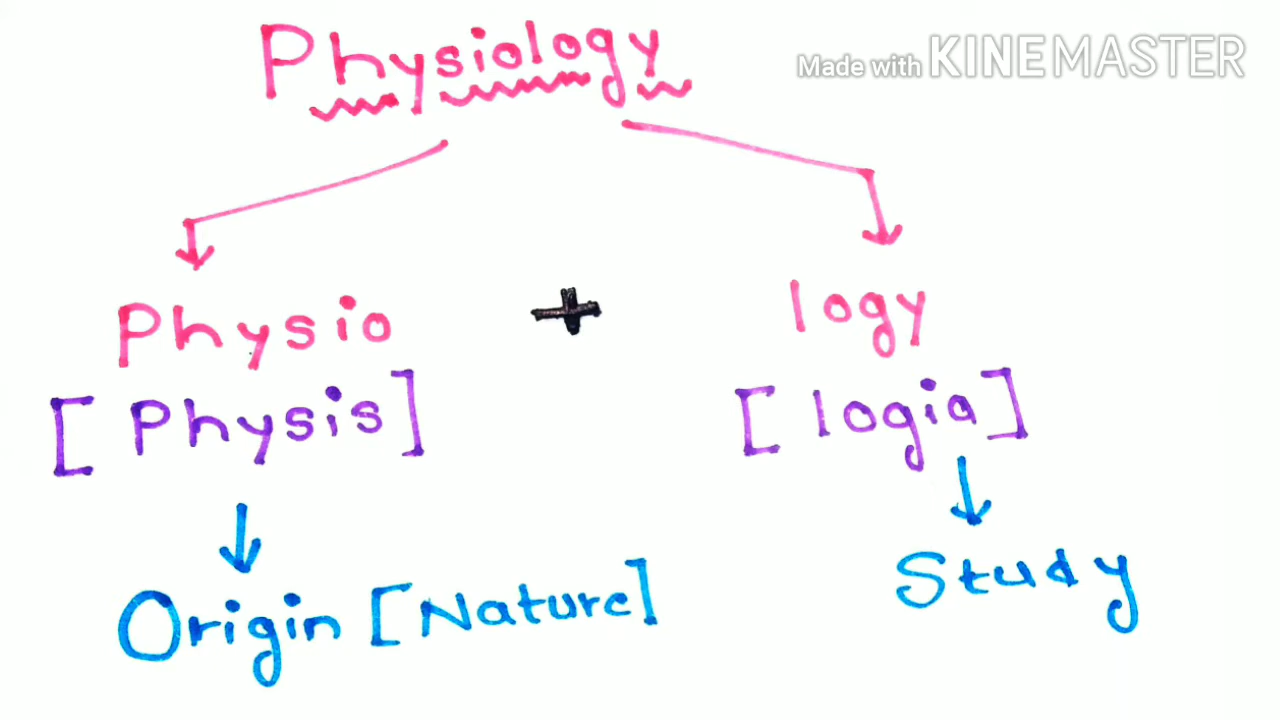 Physiology
Made with KINEMASTER
Physio + logy
[Physis] [logia]
Origin [Nature] Study